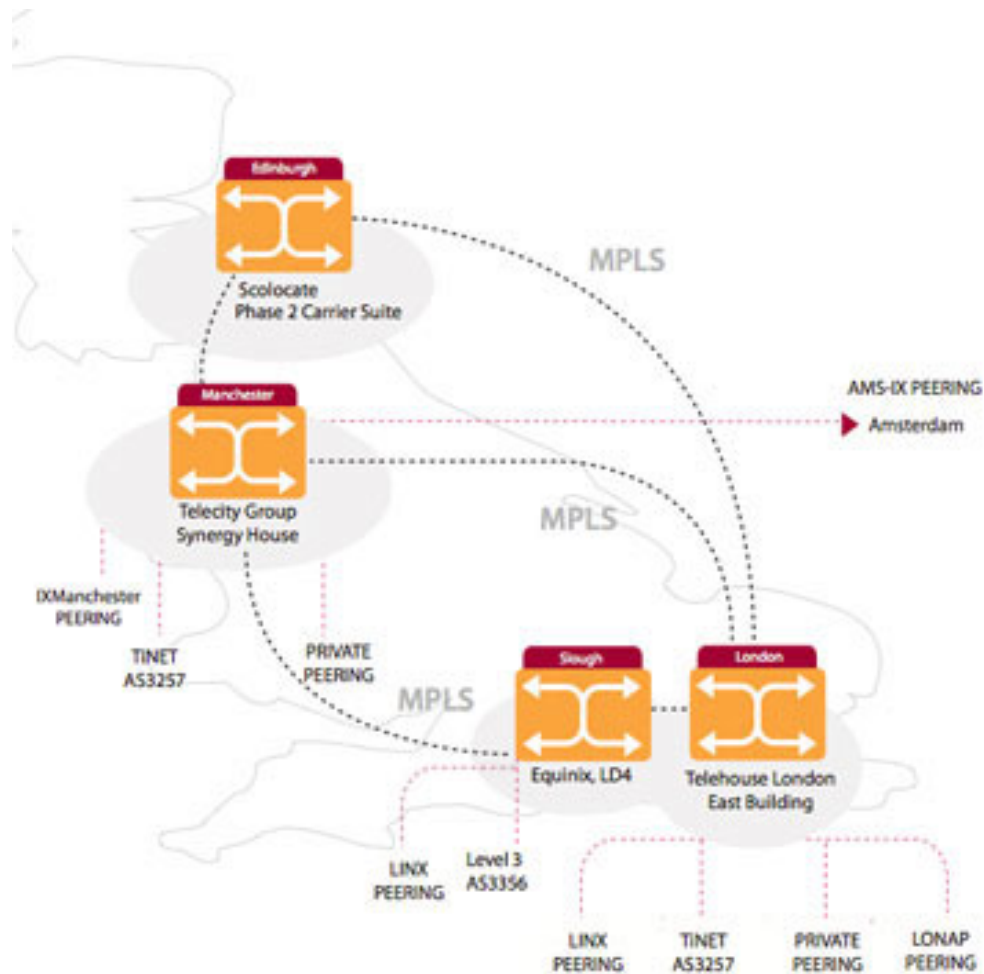 Edinburgh
MPLS
Scolocate
Phase 2 Carrier Suite
Manchester
AMS-IX PEERING
Amsterdam
Telecity Group
Synergy House
MPLS
IXManchester
PEERING
TiNET
AS3257
PRIVATE
PEERING
MPLS
Slough
London
Equinix, LD4
Telehouse London
East Building
LINX
PEERING
Level 3
AS3356
LINX
PEERING
TiNET
AS3257
PRIVATE
PEERING
LONAP
PEERING